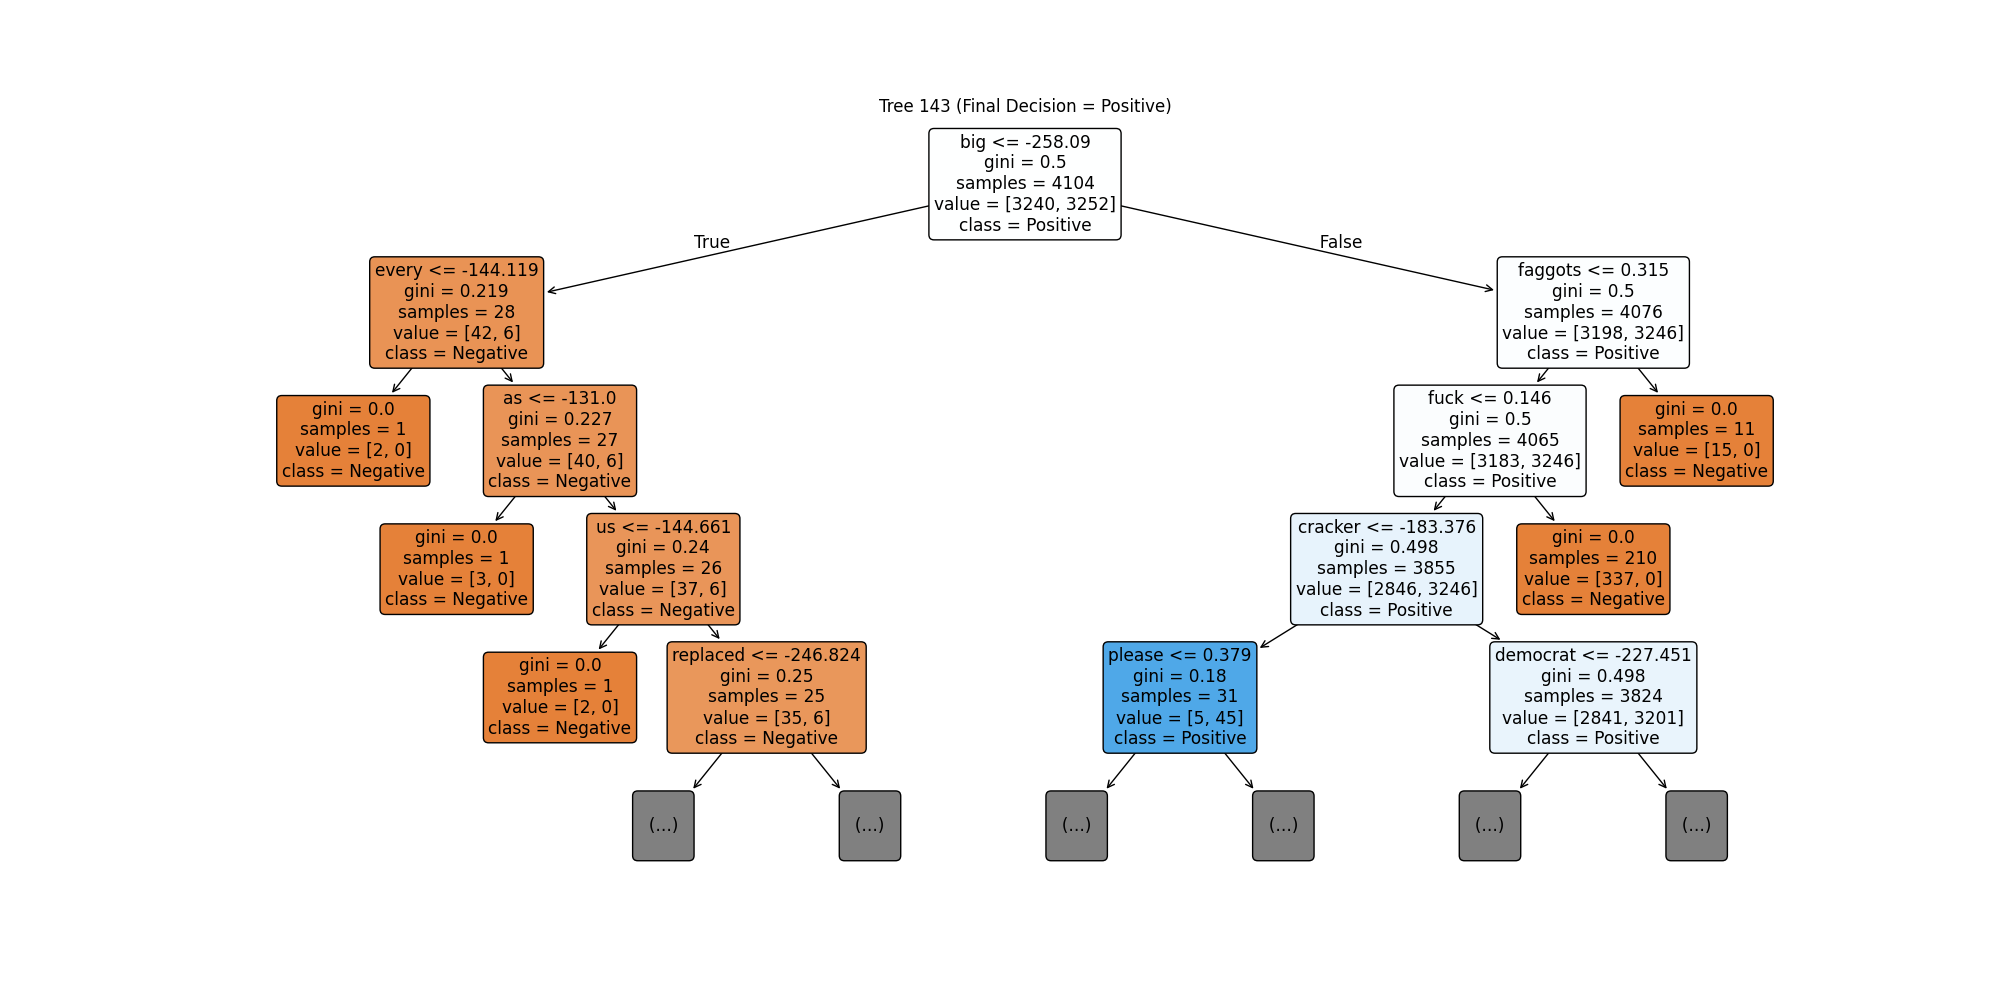 Tree 143 (Final Decision = Positive)
big <= -258.09
gini = 0.5
samples = 4104
value = [3240, 3252]
class = Positive
True
False
every <= -144.119
gini = 0.219
samples = 28
value = [42, 6]
class = Negative
faggots <= 0.315
gini = 0.5
samples = 4076
value = [3198, 3246]
class = Positive
gini = 0.0
samples = 1
value = [2, 0]
class = Negative
as <= -131.0
gini = 0.227
samples = 27
value = [40, 6]
class = Negative
fuck <= 0.146
gini = 0.5
samples = 4065
value = [3183, 3246]
class = Positive
gini = 0.0
samples = 11
value = [15, 0]
class = Negative
gini = 0.0
samples = 1
value = [3, 0]
class = Negative
us <= -144.661
gini = 0.24
samples = 26
value = [37, 6]
class = Negative
cracker <= -183.376
gini = 0.498
samples = 3855
value = [2846, 3246]
class = Positive
gini = 0.0
samples = 210
value = [337, 0]
class = Negative
gini = 0.0
samples = 1
value = [2, 0]
class = Negative
replaced <= -246.824
gini = 0.25
samples = 25
value = [35, 6]
class = Negative
please <= 0.379
gini = 0.18
samples = 31
value = [5, 45]
class = Positive
democrat <= -227.451
gini = 0.498
samples = 3824
value = [2841, 3201]
class = Positive
(...)
(...)
(...)
(...)
(...)
(...)